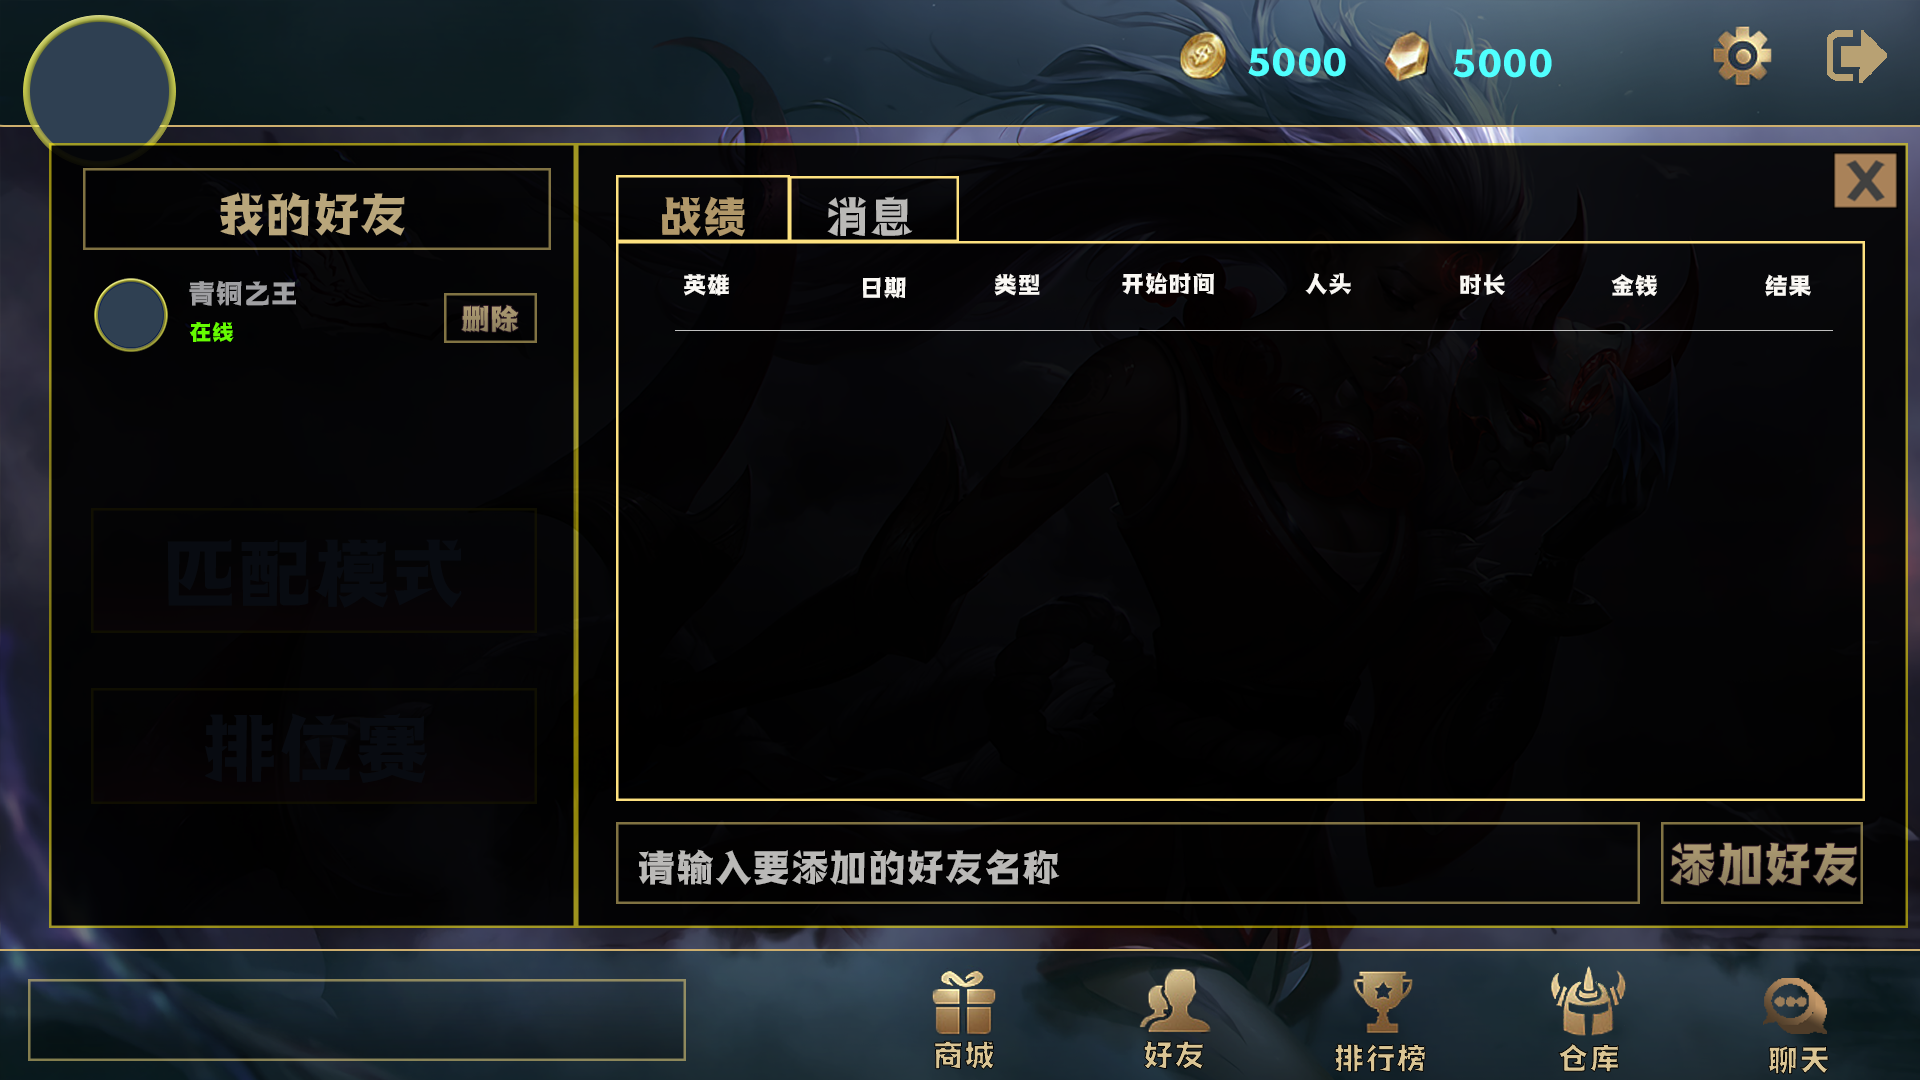 5000
5000
我的好友
青铜之王
在线
删除
匹配模式
排位赛
战绩
消息
X
英雄
日期
类型
开始时间
人头
时长
金钱
结果
请输入要添加的好友名称
添加好友
商城
好友
排行榜
仓库
聊天